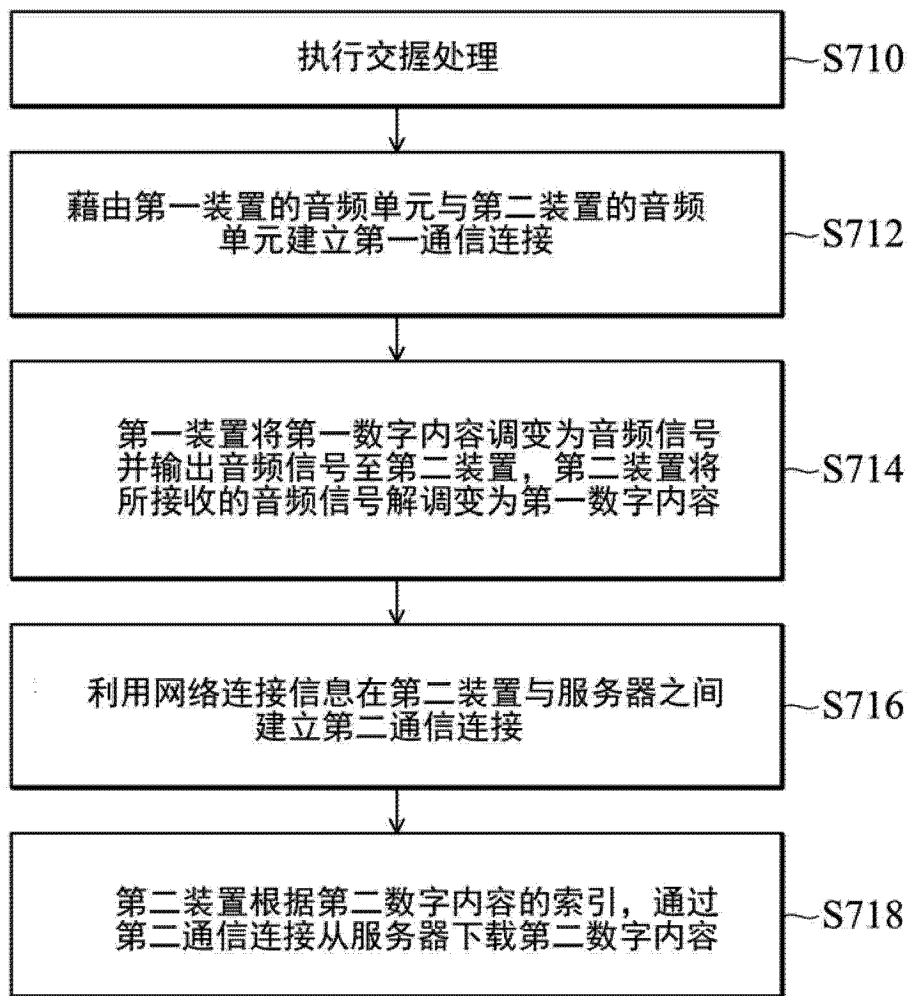 执行交握处理
S710
藉由第一装置的音频单元与第二装置的音频
单元建立第一通信连接
S712
第一装置将第一数字内容调变为音频信号
并输出音频信号至第二装置，第二装置将
所接收的音频信号解调变为第一数字内容
S714
利用网络连接信息在第二装置与服务器之间
建立第二通信连接
S716
第二装置根据第二数字内容的索引，通过
第二通信连接从服务器下载第二数字内容
S718